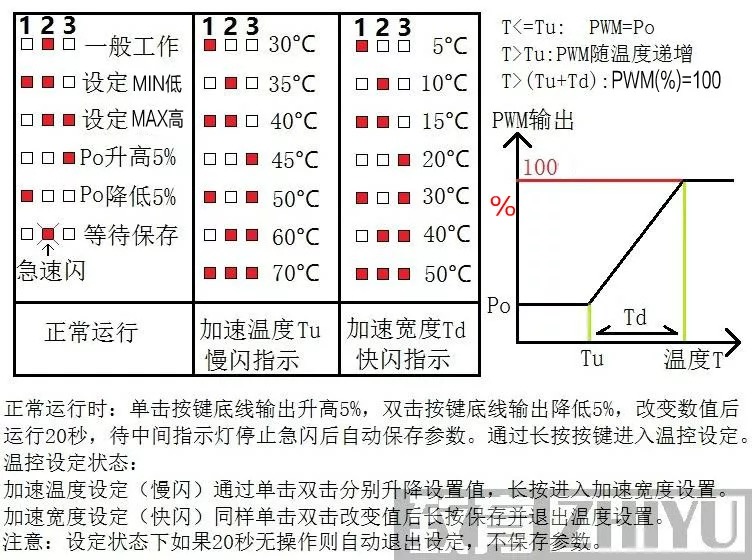 1 2 3
一般工作
设定 MIN低
设定 MAX高
Po升高5%
Po降低5%
等待保存
急速闪
正常运行
1 2 3
30℃
35℃
40℃
45℃
50℃
60℃
70℃
加速温度Tu
慢闪指示
1 2 3
5℃
10℃
15℃
20℃
30℃
40℃
50℃
加速宽度Td
快闪指示
T<=Tu: PWM=Po
T>Tu:PWM随温度递增
T>(Tu+Td):PWM(%)=100
PWM输出
100
%
Po
Td
Tu
温度T
正常运行时：单击按键底线输出升高5%，双击按键底线输出降低5%，改变数值后
运行20秒，待中间指示灯停止急闪后自动保存参数。通过长按按键进入温控设定。
温控设定状态：
加速温度设定（慢闪）通过单击双击分别升降设置值，长按进入加速宽度设置。
加速宽度设定（快闪）同样单击双击改变值后长按保存并退出温度设置。
注意：设定状态下如果20秒无操作则自动退出设定，不保存参数。
ZHIYU